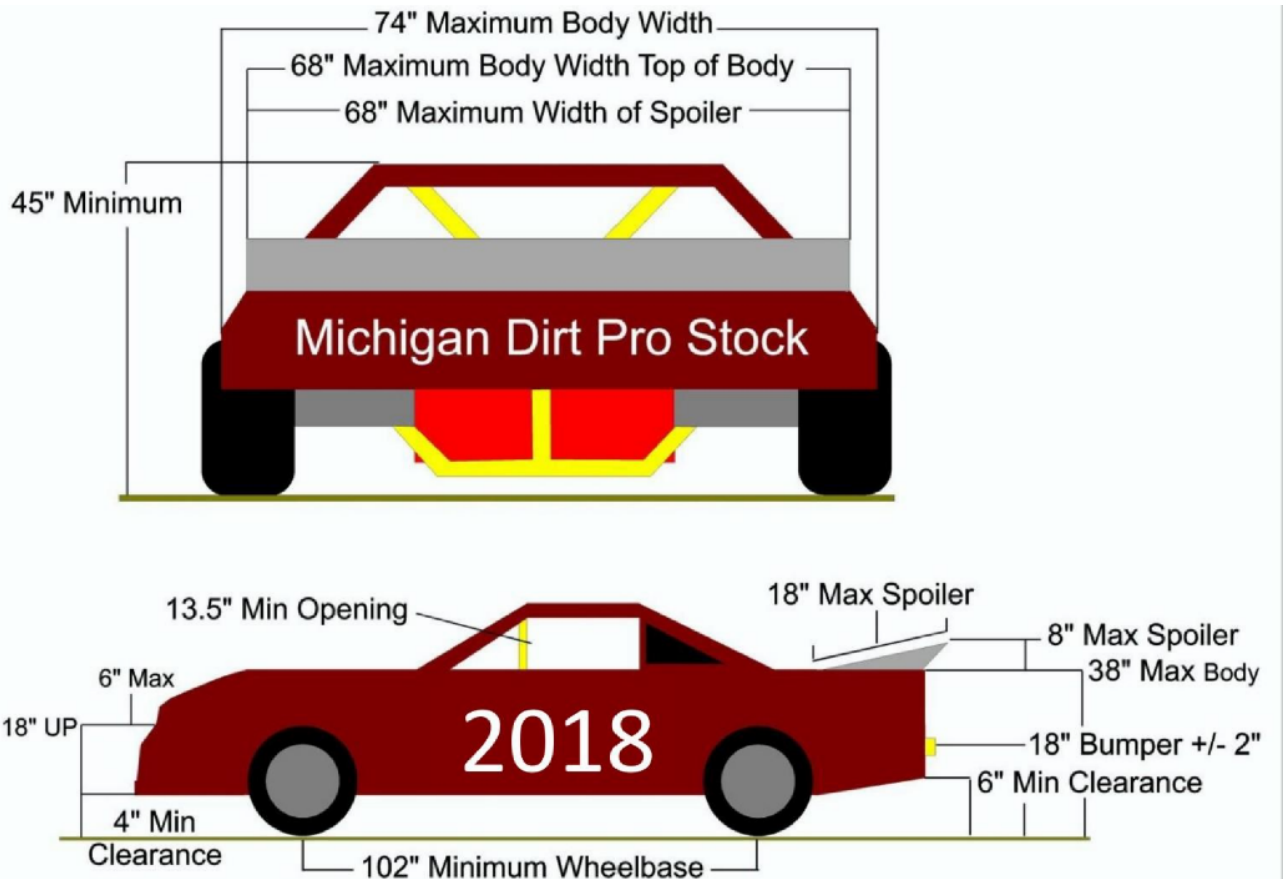 74" Maximum Body Width
68" Maximum Body Width Top of Body
68" Maximum Width of Spoiler
45" Minimum
Michigan Dirt Pro Stock
13.5" Min Opening
18" Max Spoiler
8" Max Spoiler
38" Max Body
6" Max
18" UP
2018
18" Bumper +/- 2"
6" Min Clearance
4" Min
Clearance
102" Minimum Wheelbase